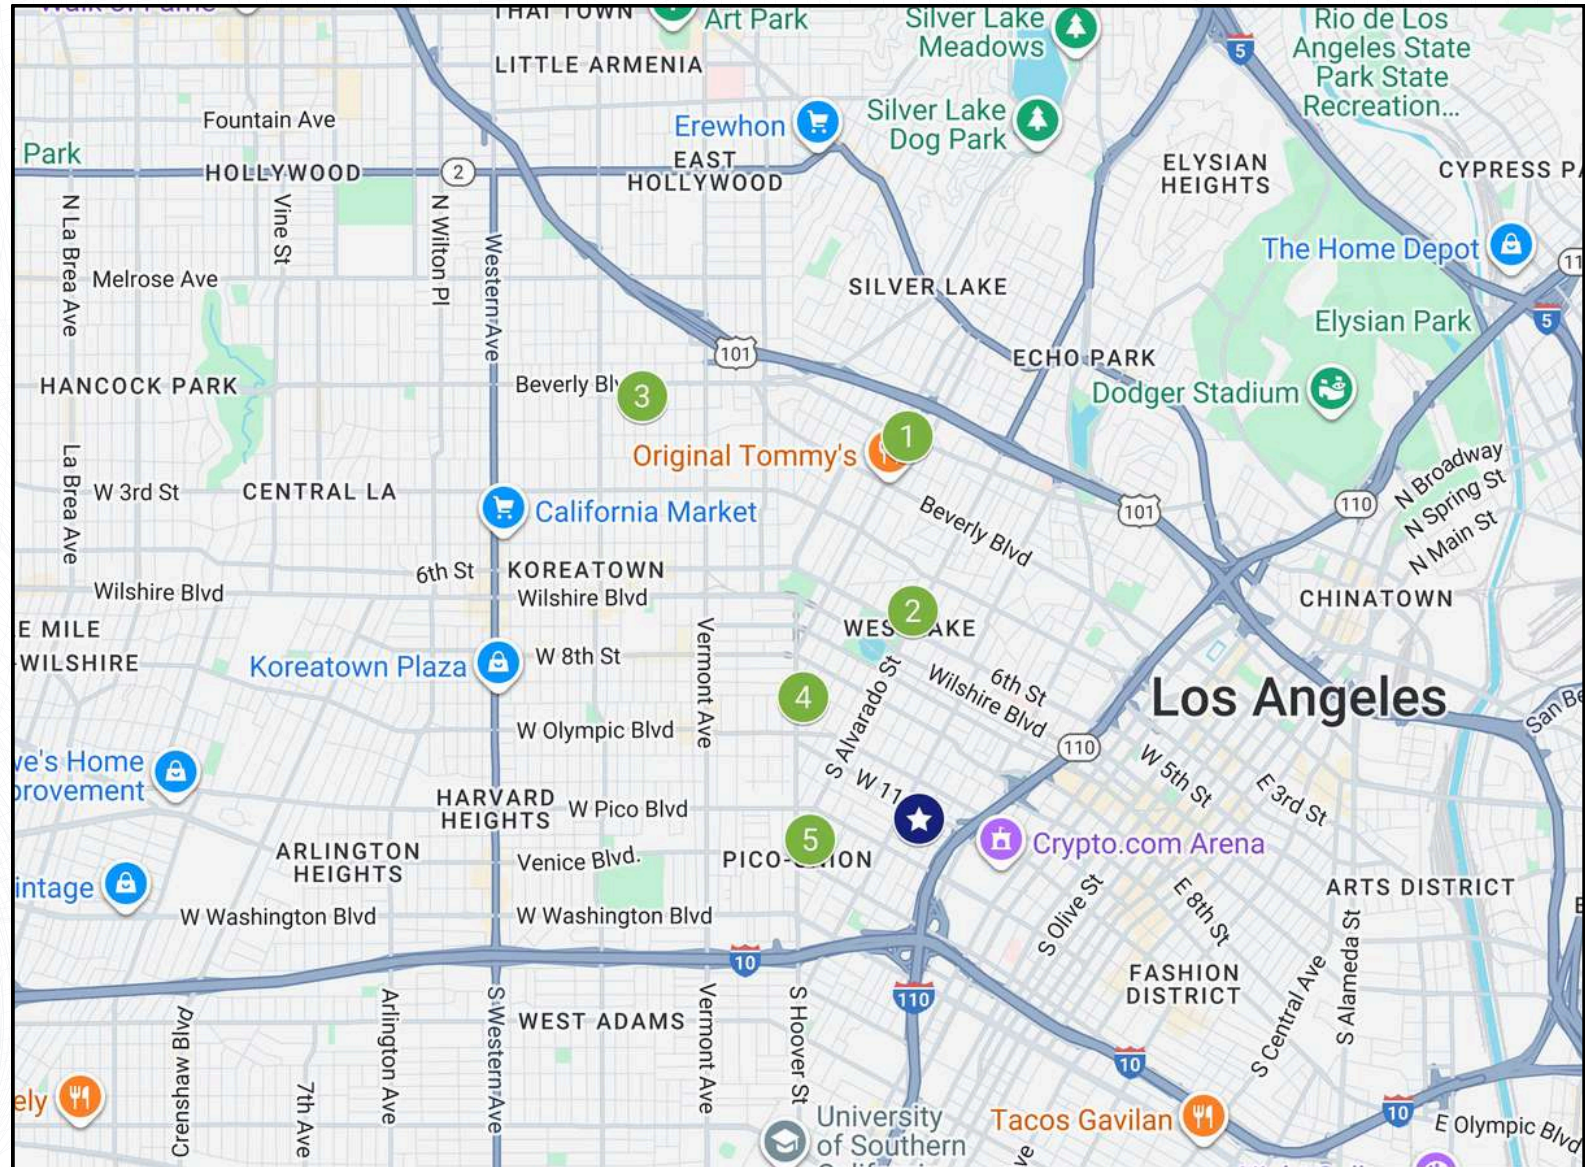 THAI TOWN
Art Park
Silver Lake
Meadows
Rio de Los
Angeles State
Park State
Recreation...
5
LITTLE ARMENIA
Fountain Ave
Erewhon
Silver Lake
Dog Park
Park
HOLLYWOOD
2
EAST
HOLLYWOOD
ELYSIAN
HEIGHTS
CYPRESS
N La Brea Ave
Vine St
N Wilton Pl
Western Ave
The Home Depot
Melrose Ave
SILVER LAKE
Elysian Park
5
101
ECHO PARK
HANCOCK PARK
Beverly
3
Dodger Stadium
1
Original Tommy's
La Brea Ave
W 3rd St
CENTRAL LA
California Market
Beverly Blvd
101
110
N Broadway
N Spring St
N Main St
6th St
KOREATOWN
Wilshire Blvd
Wilshire Blvd
2
CHINATOWN
E MILE
-WILSHIRE
Koreatown Plaza
W 8th St
Vermont Ave
S Alvarado St
6th St
Wilshire Blvd
Los Angeles
4
W Olympic Blvd
110
W 5th St
E 3rd St
W 11
HARVARD
HEIGHTS
W Pico Blvd
5
Crypto.com Arena
ARLINGTON
HEIGHTS
Venice Blvd.
ARTS DISTRICT
W Washington Blvd
W Washington Blvd
S Olive St
E 8th St
10
110
FASHION
DISTRICT
S Central Ave
S Alameda St
Crenshaw Blvd
Arlington Ave
S Western Ave
WEST ADAMS
Vermont Ave
S Hoover St
10
7th Ave
University
of Southern
Tacos Gavilan
10
E Olympic Blvd